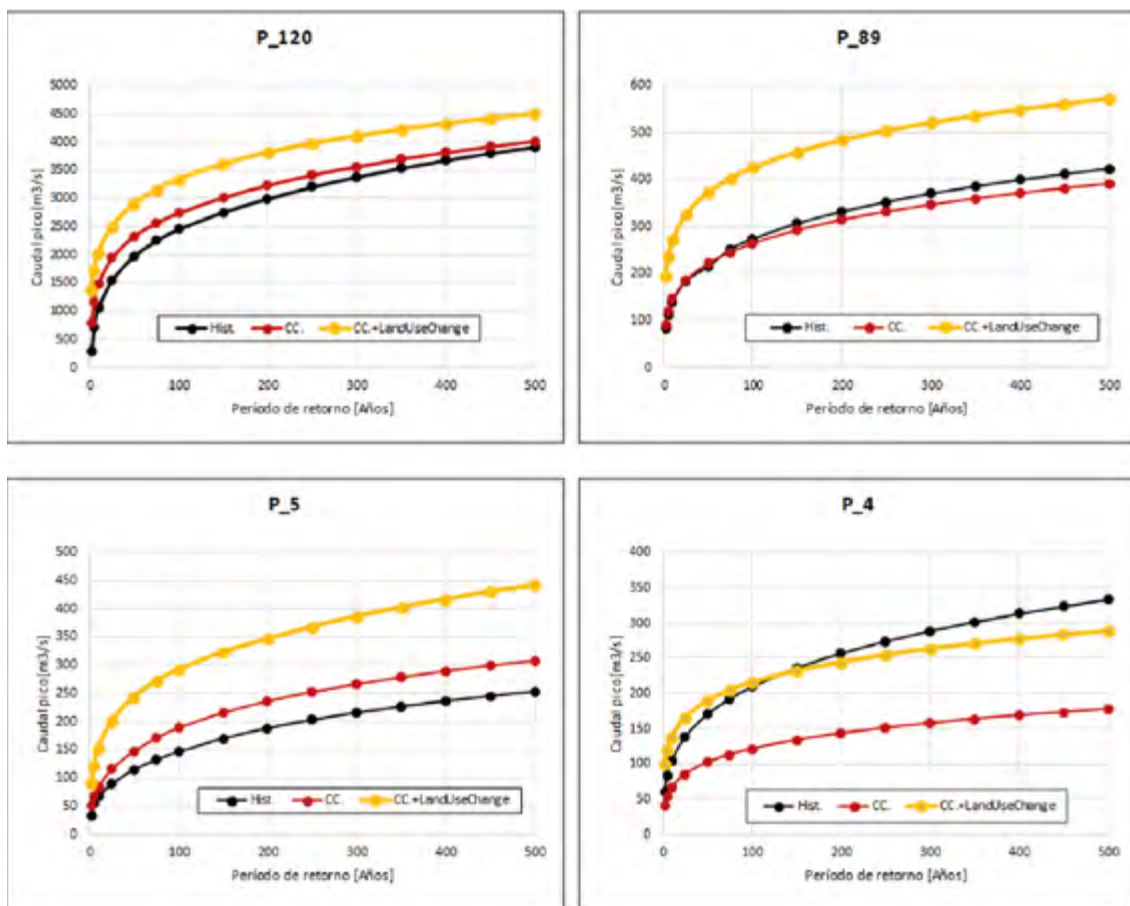 P_120
Caudal pico[m3/s]
5000
4500
4000
3500
3000
2500
2000
1500
1000
500
0
Hist. CC. CC.+LandUseChange
0 100 200 300 400 500
Período de retorno [Años]
P_89
Caudal pico[m3/s]
600
500
400
300
200
100
0
Hist. CC. CC.+LandUseChange
0 100 200 300 400 500
Período de retorno [Años]
P_5
Caudal pico[m3/s]
500
450
400
350
300
250
200
150
100
50
0
Hist. CC. CC.+LandUseChange
0 100 200 300 400 500
Período de retorno [Años]
P_4
Caudal pico[m3/s]
400
350
300
250
200
150
100
50
0
Hist. CC. CC.+LandUseChange
0 100 200 300 400 500
Período de retorno [Años]